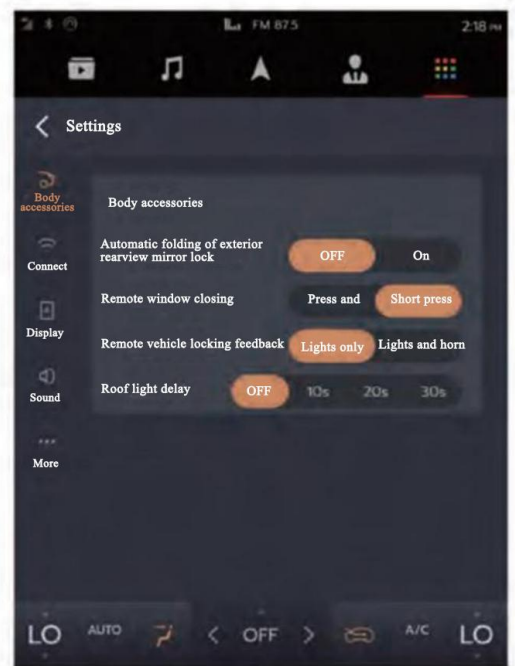 FM 87.5
2:18 PM
Settings
Body
accessories
Body accessories
Automatic folding of exterior
rearview mirror lock
OFF
On
Connect
Remote window closing
Press and
Short press
Display
Remote vehicle locking feedback
Lights only
Lights and horn
Sound
Roof light delay
OFF
10s
20s
30s
More
LO
AUTO
OFF
A/C
LO